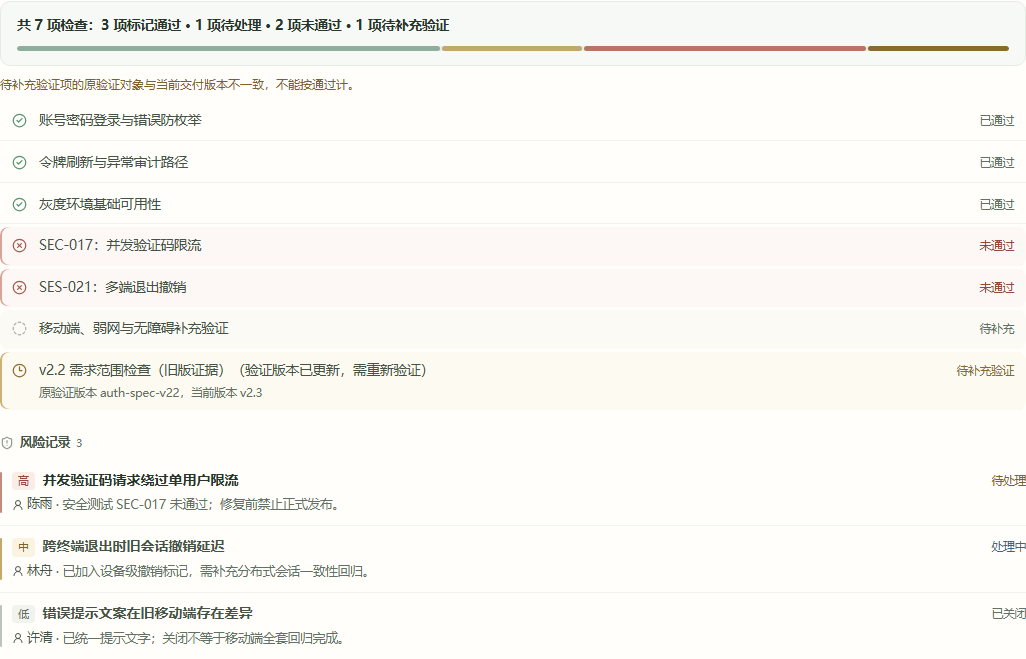 共 7 项检查：3 项标记通过 • 1 项待处理 • 2 项未通过 • 1 项待补充验证
待补充验证项的原验证对象与当前交付版本不一致，不能按通过计。
账号密码登录与错误防枚举 已通过
令牌刷新与异常审计路径 已通过
灰度环境基础可用性 已通过
SEC-017：并发验证码限流 未通过
SES-021：多端退出撤销 未通过
移动端、弱网与无障碍补充验证 待补充
v2.2 需求范围检查（旧版证据）（验证版本已更新，需重新验证） 待补充验证
原验证版本 auth-spec-v22，当前版本 v2.3
风险记录 3
高 并发验证码请求绕过单用户限流 待处理
陈雨 · 安全测试 SEC-017 未通过；修复前禁止正式发布。
中 跨终端退出时旧会话撤销延迟 处理中
林舟 · 已加入设备级撤销标记，需补充分布式会话一致性回归。
低 错误提示文案在旧移动端存在差异 已关闭
许清 · 已统一提示文字；关闭不等于移动端全套回归完成。